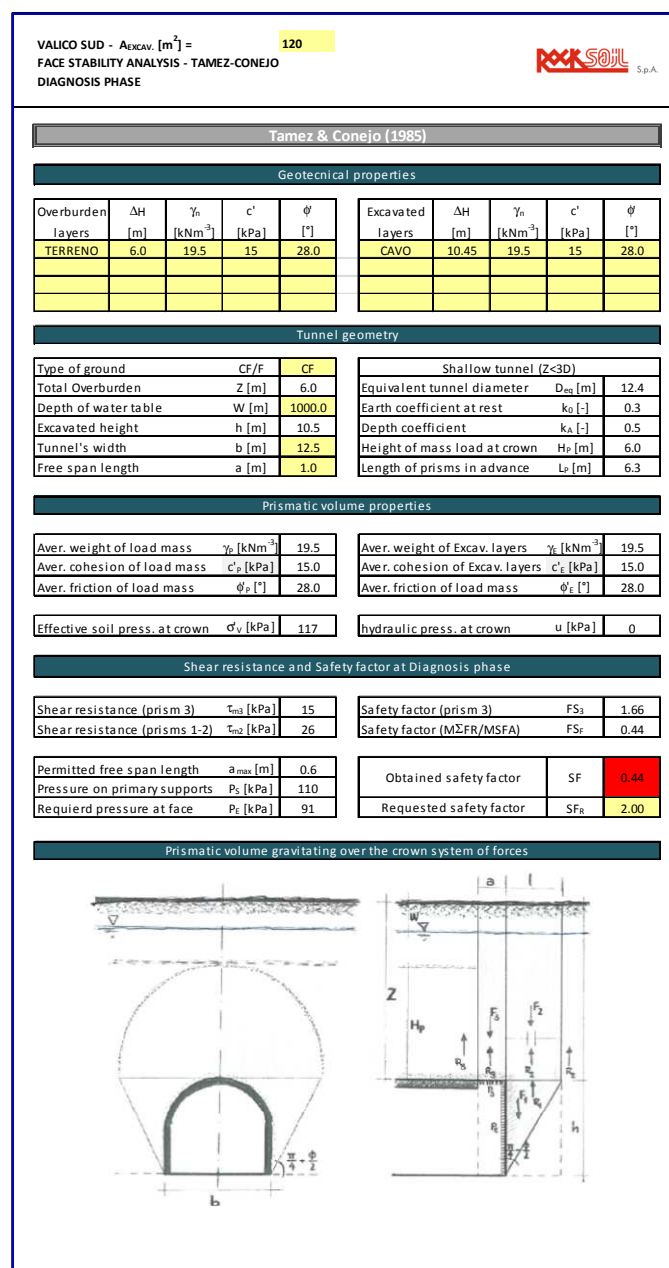 VALICO SUD - AEXCAV. [m²] = 120
FACE STABILITY ANALYSIS - TAMEZ-CONEJO
DIAGNOSIS PHASE
ROCKSOIL S.p.A.
Tamez & Conejo (1985)
Geotecnical properties
Overburden ΔH γn c' ϕ' Excavated ΔH γn c' ϕ'
layers [m] [kNm⁻³] [kPa] [°] layers [m] [kNm⁻³] [kPa] [°]
TERRENO 6.0 19.5 15 28.0 CAVO 10.45 19.5 15 28.0
Tunnel geometry
Type of ground CF/F CF Shallow tunnel (Z<3D)
Total Overburden Z [m] 6.0 Equivalent tunnel diameter Deq [m] 12.4
Depth of water table W [m] 1000.0 Earth coefficient at rest k0 [-] 0.3
Excavated height h [m] 10.5 Depth coefficient kA [-] 0.5
Tunnel's width b [m] 12.5 Height of mass load at crown HP [m] 6.0
Free span length a [m] 1.0 Length of prisms in advance LP [m] 6.3
Prismatic volume properties
Aver. weight of load mass γP [kNm⁻³] 19.5 Aver. weight of Excav. layers γE [kNm⁻³] 19.5
Aver. cohesion of load mass c'P [kPa] 15.0 Aver. cohesion of Excav. layers c'E [kPa] 15.0
Aver. friction of load mass ϕ'P [°] 28.0 Aver. friction of load mass ϕ'E [°] 28.0
Effective soil press. at crown σ'V [kPa] 117 hydraulic press. at crown u [kPa] 0
Shear resistance and Safety factor at Diagnosis phase
Shear resistance (prism 3) τm3 [kPa] 15 Safety factor (prism 3) FS3 1.66
Shear resistance (prisms 1-2) τm2 [kPa] 26 Safety factor (MΣFR/MSFA) FSF 0.44
Permitted free span length a max [m] 0.6
Pressure on primary supports PS [kPa] 110 Obtained safety factor SF 0.44
Requierd pressure at face PE [kPa] 91 Requested safety factor SFR 2.00
Prismatic volume gravitating over the crown system of forces
a l
W
Z
HP
F3 F2
R3 R3 R2 R2
P3
F1 R1
PE
h
π/4 + ϕ/2 π/4 + ϕ/2
b